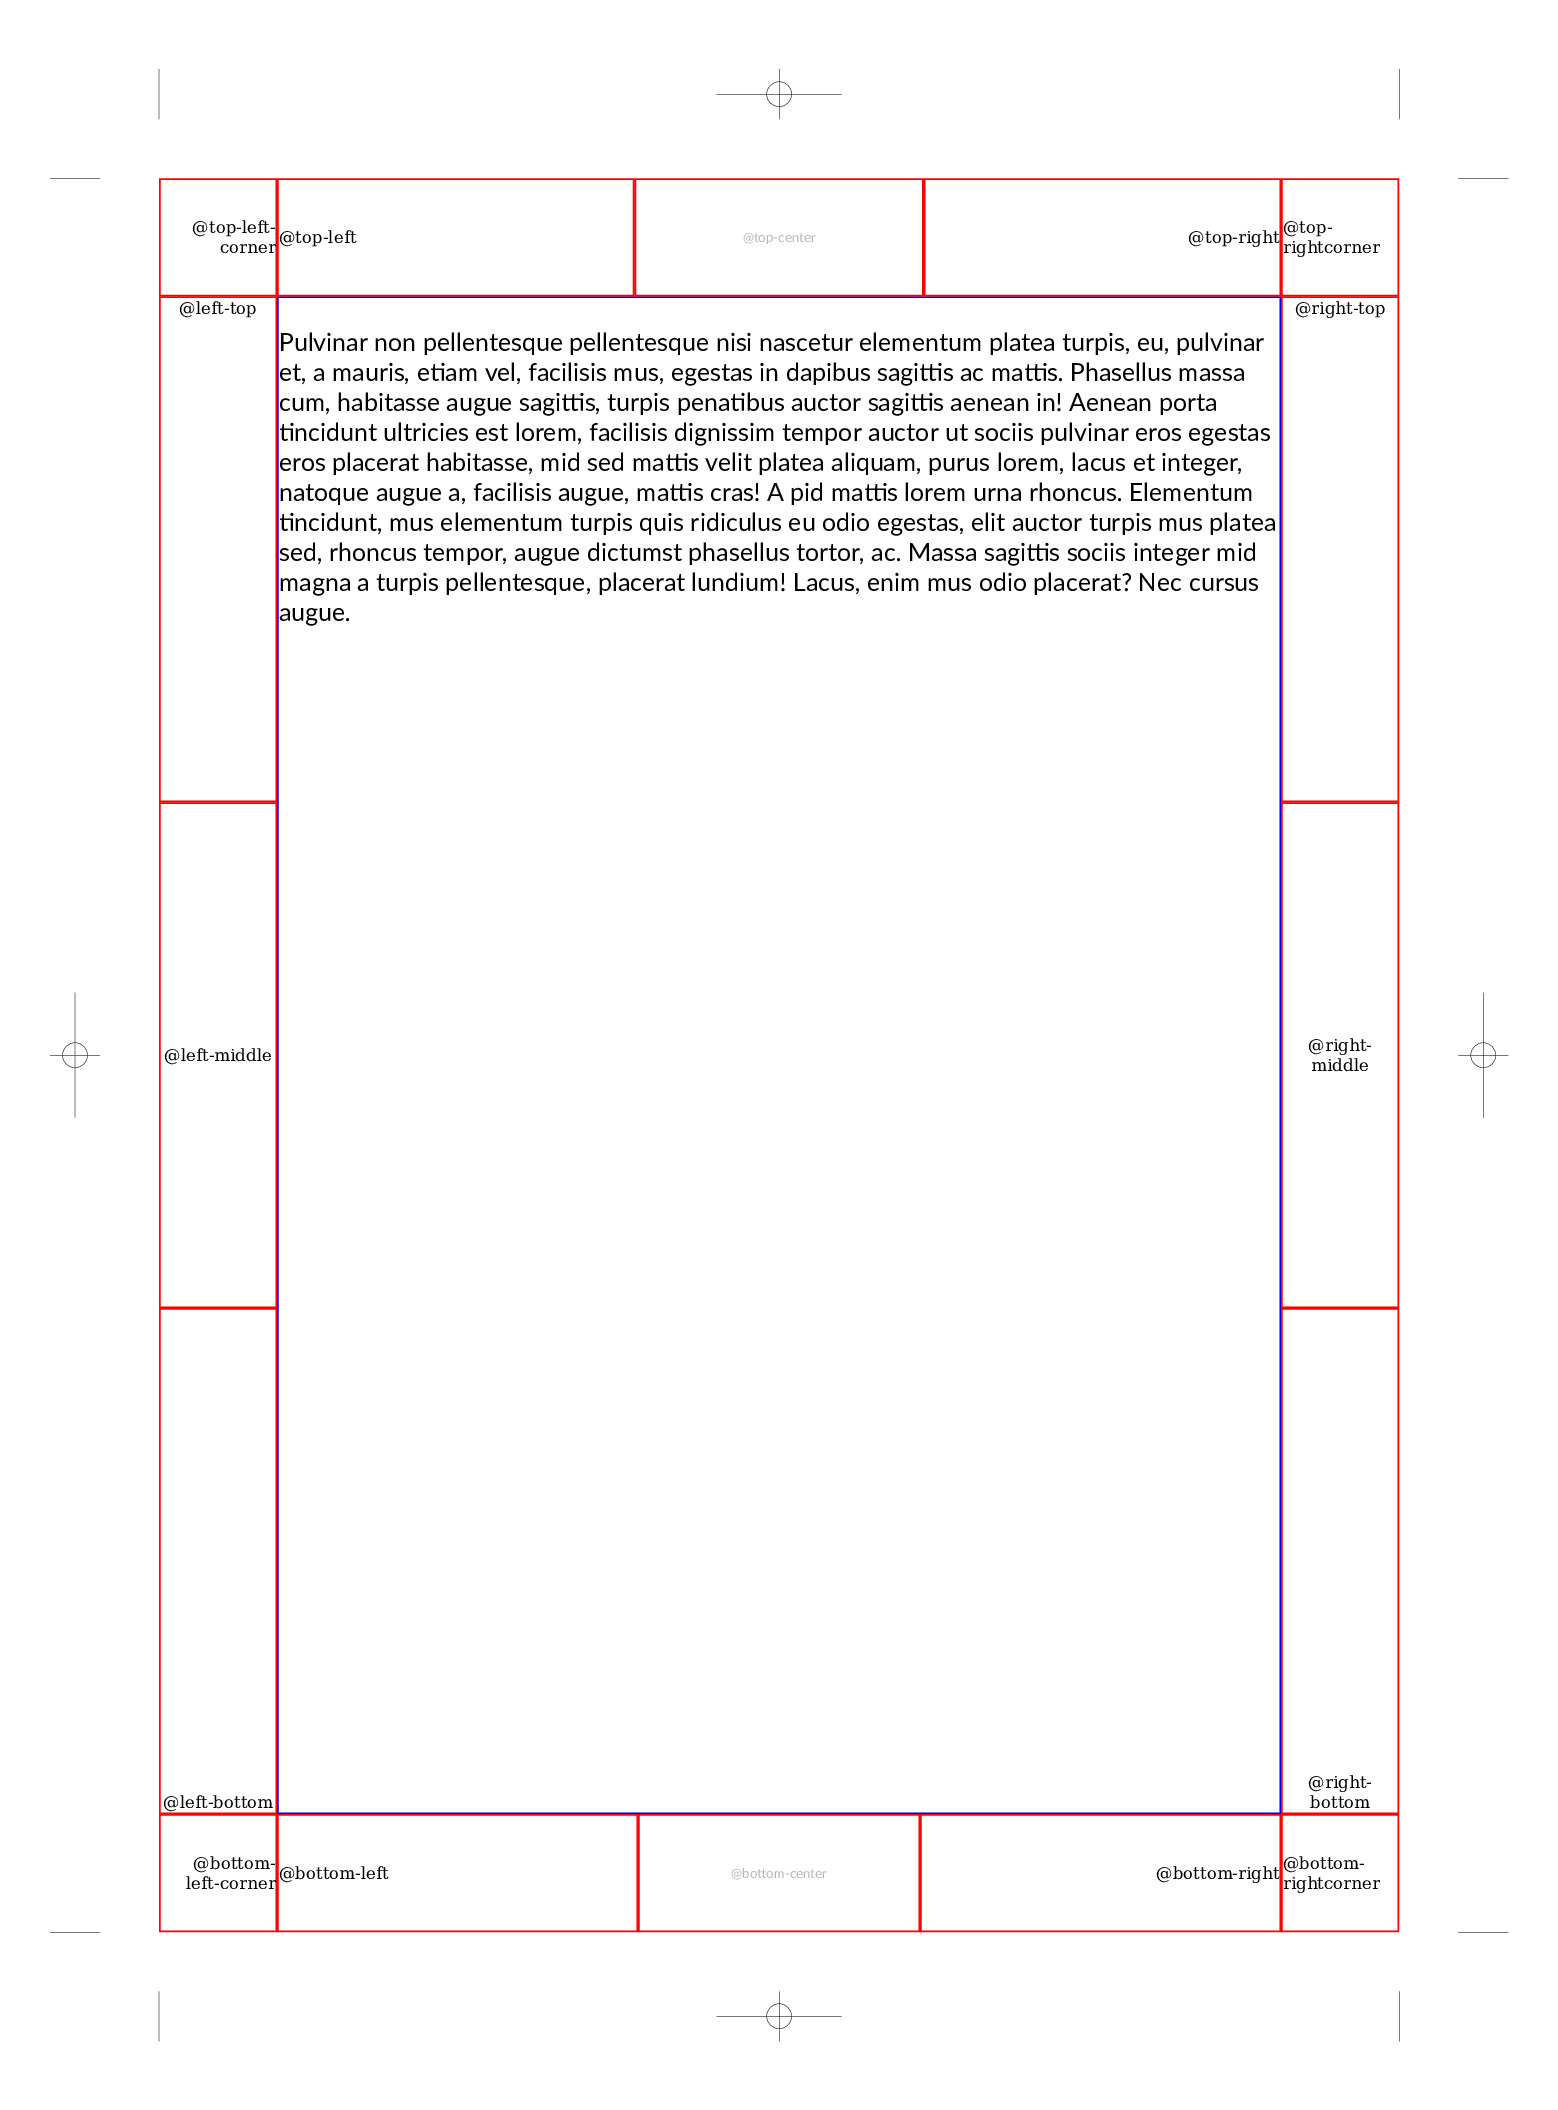 @top-left-
corner
@top-left
@top-center
@top-right
@top-
rightcorner
@left-top
@right-top
Pulvinar non pellentesque pellentesque nisi nascetur elementum platea turpis, eu, pulvinar
et, a mauris, etiam vel, facilisis mus, egestas in dapibus sagittis ac mattis. Phasellus massa
cum, habitasse augue sagittis, turpis penatibus auctor sagittis aenean in! Aenean porta
tincidunt ultricies est lorem, facilisis dignissim tempor auctor ut sociis pulvinar eros egestas
eros placerat habitasse, mid sed mattis velit platea aliquam, purus lorem, lacus et integer,
natoque augue a, facilisis augue, mattis cras! A pid mattis lorem urna rhoncus. Elementum
tincidunt, mus elementum turpis quis ridiculus eu odio egestas, elit auctor turpis mus platea
sed, rhoncus tempor, augue dictumst phasellus tortor, ac. Massa sagittis sociis integer mid
magna a turpis pellentesque, placerat lundium! Lacus, enim mus odio placerat? Nec cursus
augue.
@left-middle
@right-
middle
@left-bottom
@right-
bottom
@bottom-
left-corner
@bottom-left
@bottom-center
@bottom-right
@bottom-
rightcorner